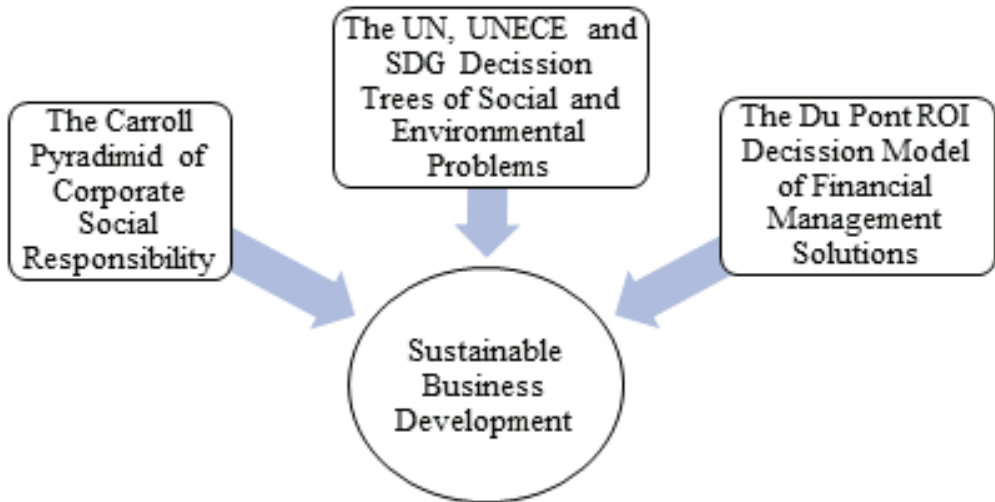 The Carroll
Pyradimid of
Corporate
Social
Responsibility
The UN, UNECE and
SDG Decission
Trees of Social and
Environmental
Problems
The Du Pont ROI
Decission Model
of Financial
Management
Solutions
Sustainable
Business
Development